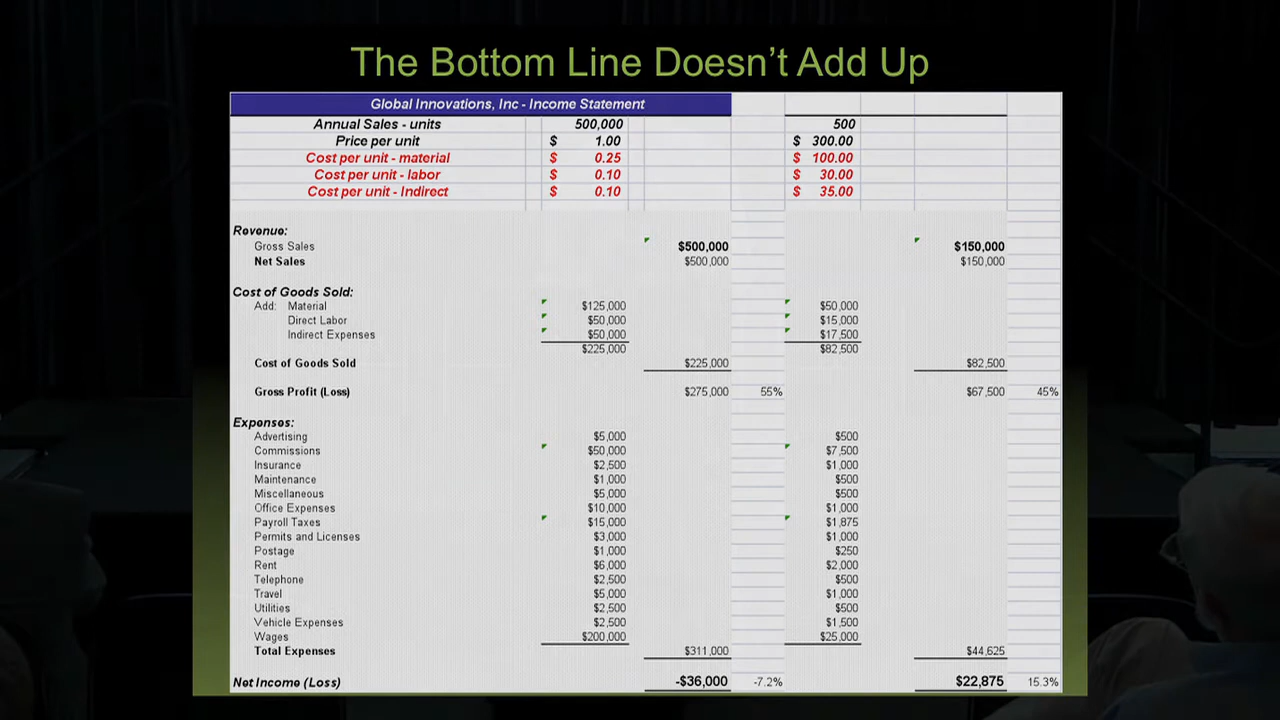 The Bottom Line Doesn't Add Up
Global Innovations, Inc - Income Statement
Annual Sales - units 500,000 500
Price per unit $ 1.00 $ 300.00
Cost per unit - material $ 0.25 $ 100.00
Cost per unit - labor $ 0.10 $ 30.00
Cost per unit - Indirect $ 0.10 $ 35.00
Revenue:
Gross Sales $500,000 $150,000
Net Sales $500,000 $150,000
Cost of Goods Sold:
Add: Material $125,000 $50,000
Direct Labor $50,000 $15,000
Indirect Expenses $50,000 $17,500
$225,000 $82,500
Cost of Goods Sold $225,000 $82,500
Gross Profit (Loss) $275,000 55% $67,500 45%
Expenses:
Advertising $5,000 $500
Commissions $50,000 $7,500
Insurance $2,500 $1,000
Maintenance $1,000 $500
Miscellaneous $5,000 $500
Office Expenses $10,000 $1,000
Payroll Taxes $15,000 $1,875
Permits and Licenses $3,000 $1,000
Postage $1,000 $250
Rent $6,000 $2,000
Telephone $2,500 $500
Travel $5,000 $1,000
Utilities $2,500 $500
Vehicle Expenses $2,500 $1,500
Wages $200,000 $25,000
Total Expenses $311,000 $44,625
Net Income (Loss) -$36,000 -7.2% $22,875 15.3%